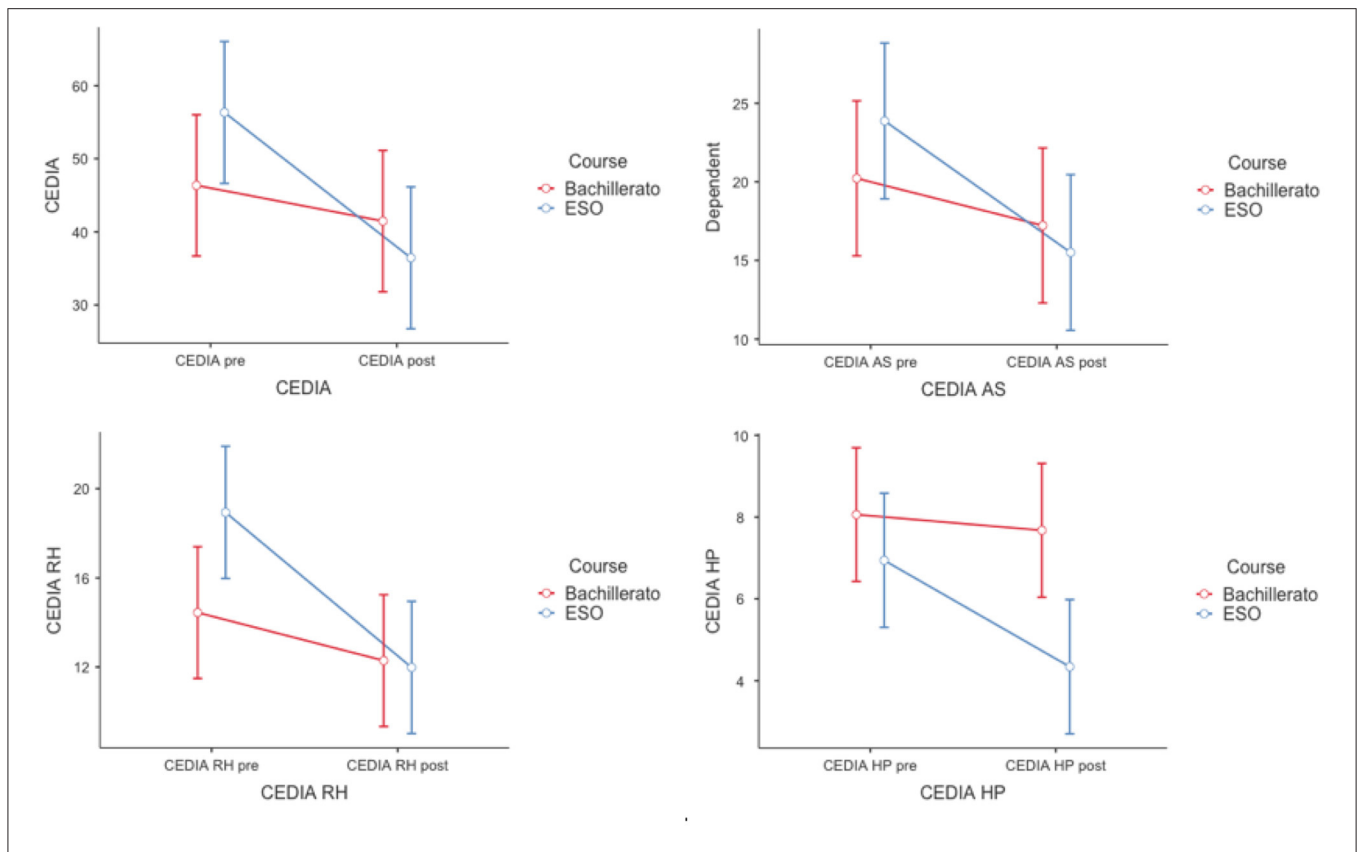 CEDIA
60
50
40
30
CEDIA pre
CEDIA post
CEDIA
Course
Bachillerato
ESO
Dependent
25
20
15
10
CEDIA AS pre
CEDIA AS post
CEDIA AS
Course
Bachillerato
ESO
CEDIA RH
20
16
12
CEDIA RH pre
CEDIA RH post
CEDIA RH
Course
Bachillerato
ESO
CEDIA HP
10
8
6
4
CEDIA HP pre
CEDIA HP post
CEDIA HP
Course
Bachillerato
ESO